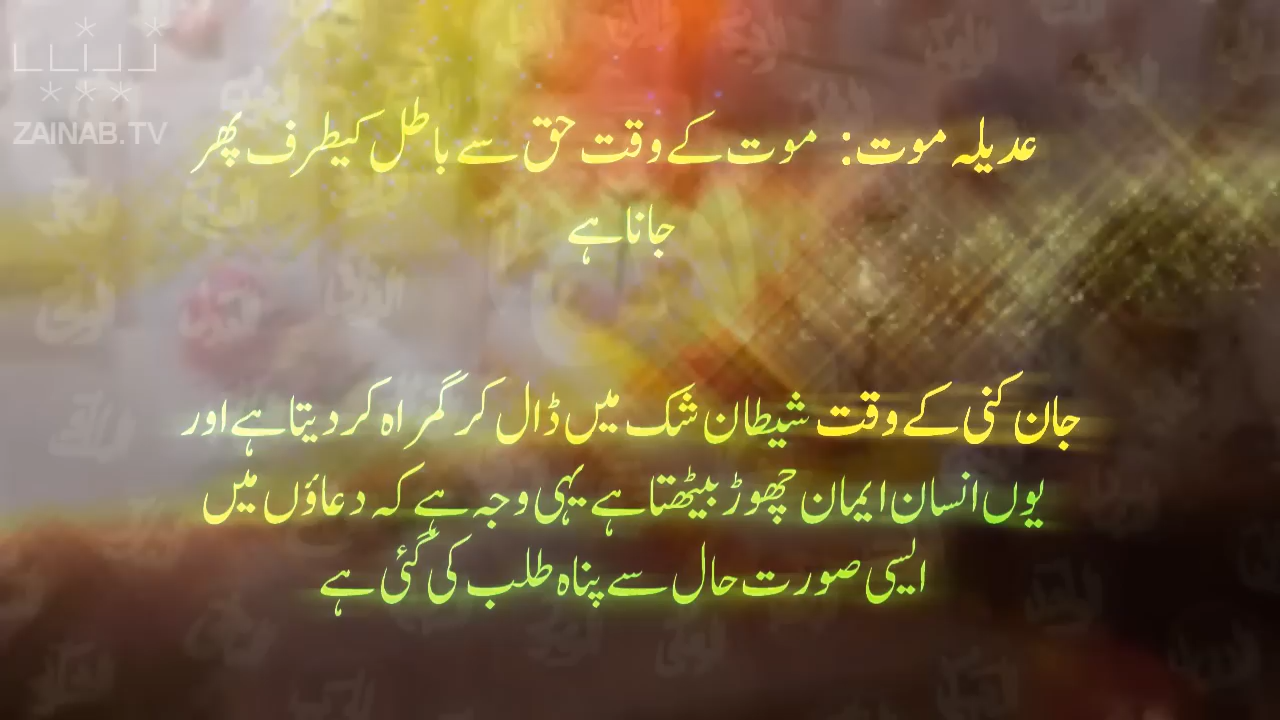 ZAINAB.TV
عدیلہ موت: موت کے وقت حق سے باطل کیطرف پھر
جانا ہے
جان کنی کے وقت شیطان شک میں ڈال کر گمراہ کر دیتا ہے اور
یوں انسان ایمان چھوڑ بیٹھتا ہے یہی وجہ ہے کہ دعاؤں میں
ایسی صورت حال سے پناہ طلب کی گئی ہے